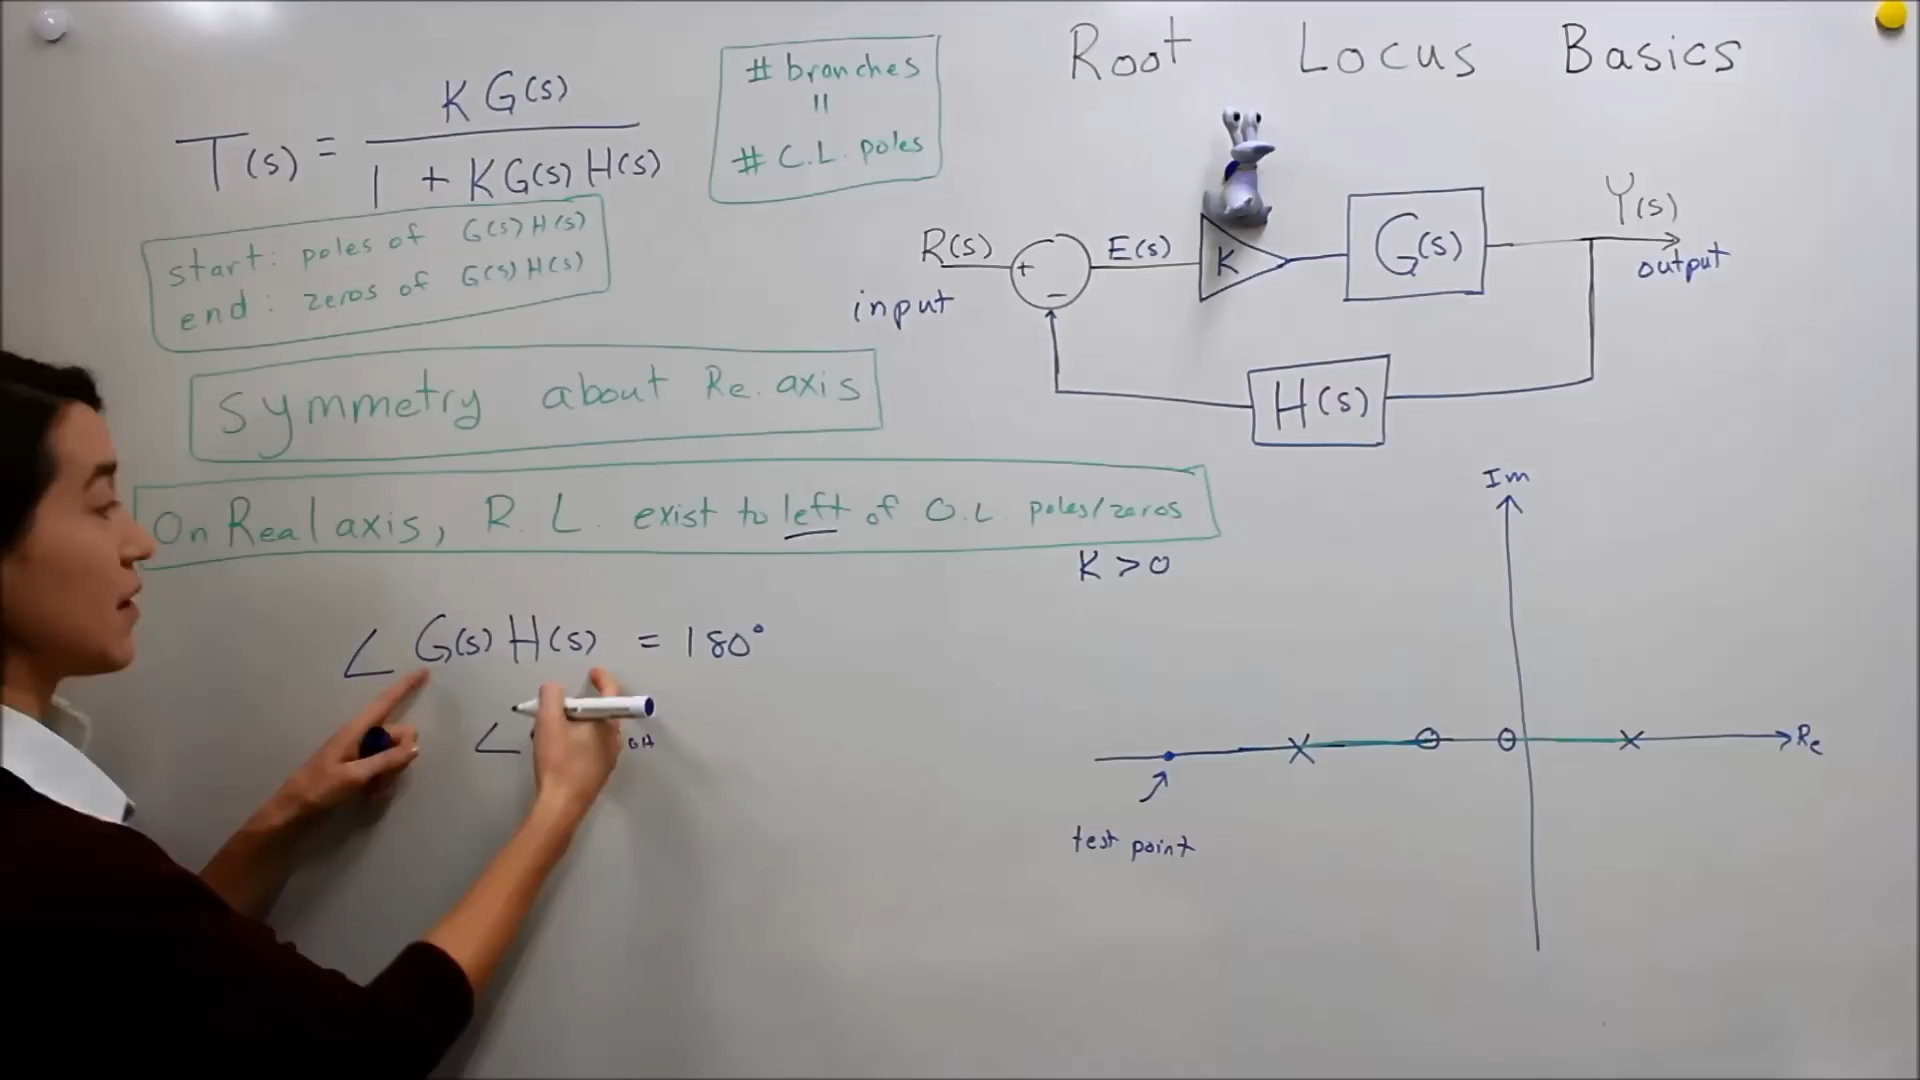 Root Locus Basics
T(s) = KG(s) / 1 + KG(s)H(s)
# branches
=
# C.L. poles
start: poles of G(s)H(s)
end: zeros of G(s)H(s)
Symmetry about Re. axis
On Real axis, R.L. exist to left of O.L. poles/zeros
K > 0
∠ G(s)H(s) = 180°
∠
GH
R(s)
input
+
−
E(s)
K
G(s)
Y(s)
output
H(s)
Im
Re
test point